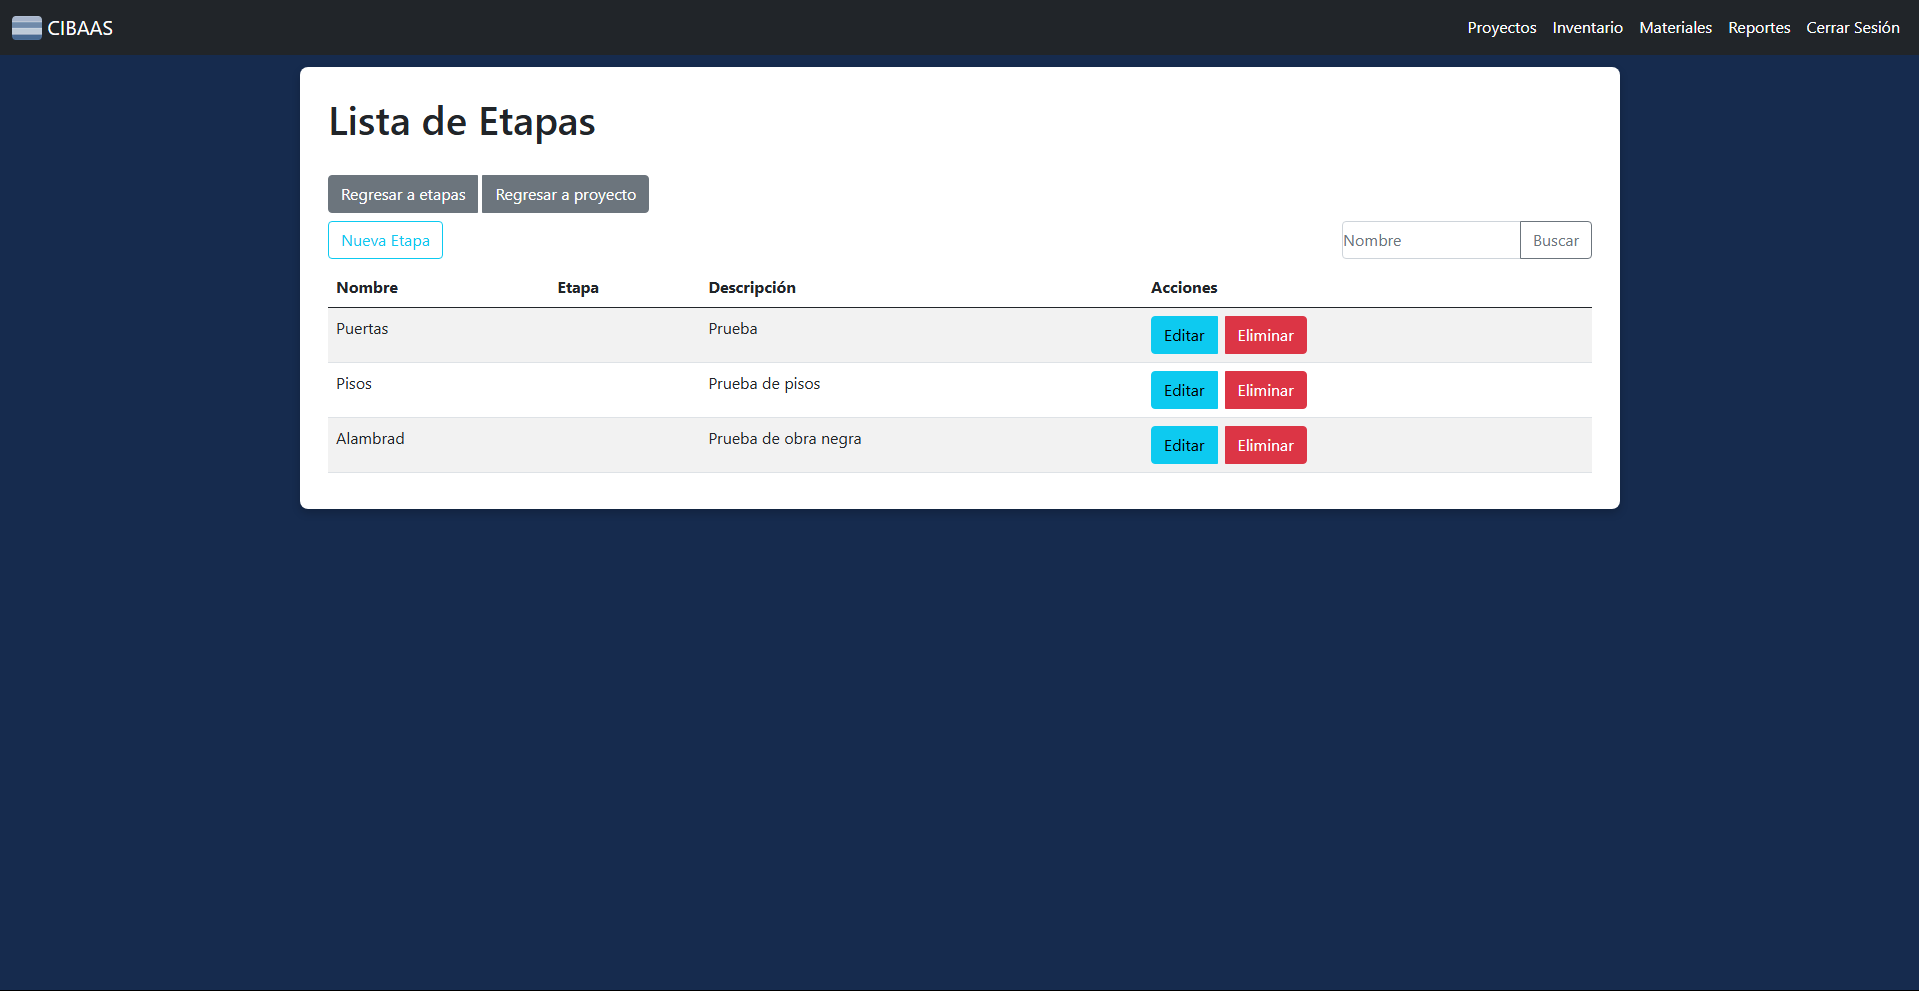 CIBAAS
Proyectos Inventario Materiales Reportes Cerrar Sesión
Lista de Etapas
Regresar a etapas Regresar a proyecto
Nueva Etapa Nombre Buscar
Nombre Etapa Descripción Acciones
Puertas Prueba Editar Eliminar
Pisos Prueba de pisos Editar Eliminar
Alambrad Prueba de obra negra Editar Eliminar